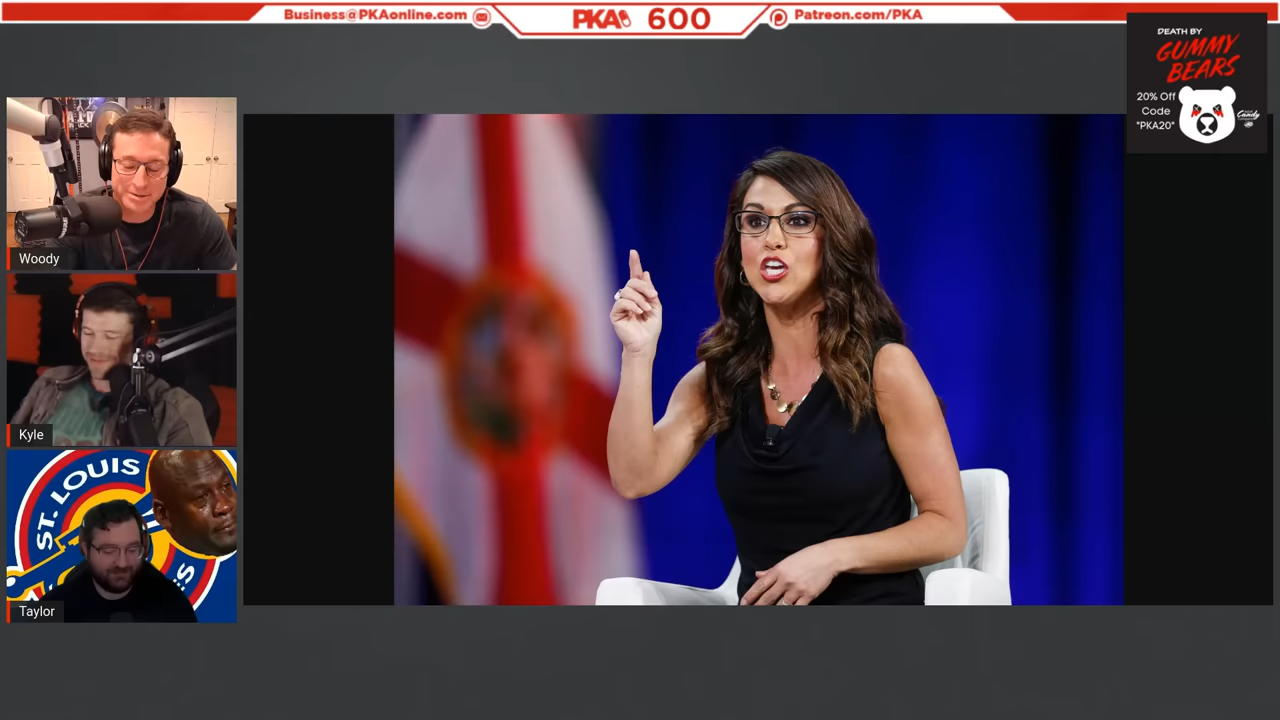 Business@PKAonline.com
PKA 600
Patreon.com/PKA
DEATH BY
GUMMY
BEARS
20% Off
Code
"PKA20"
Candy
Woody
Kyle
ST. LOUIS
Taylor